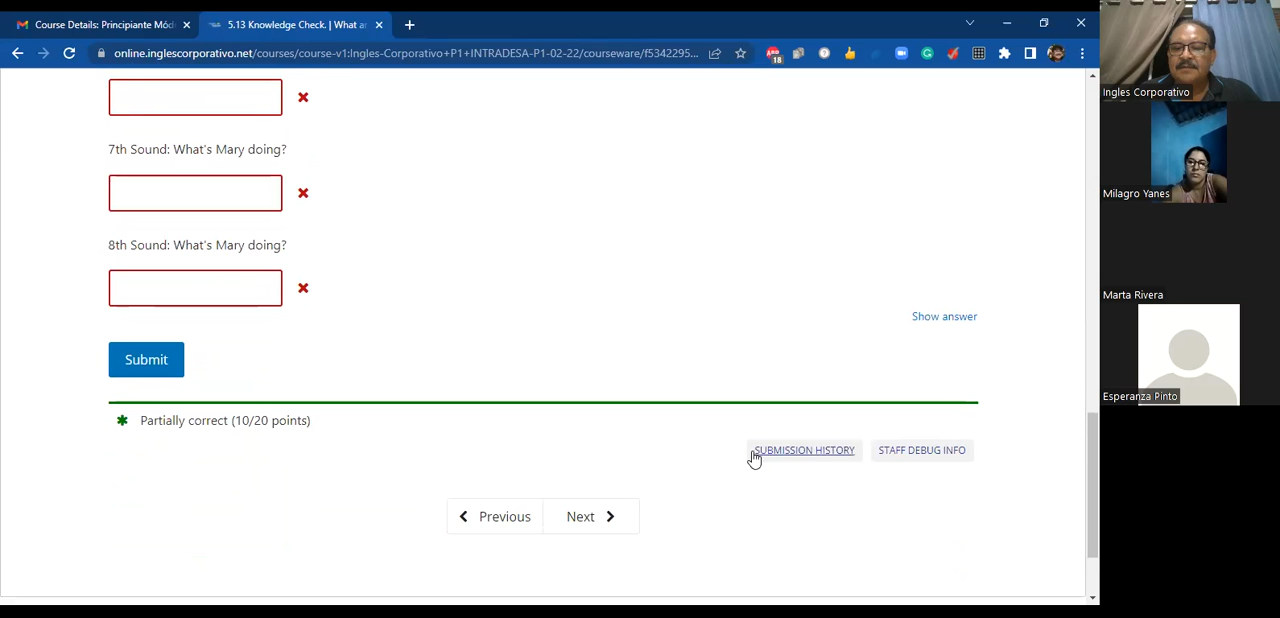 Course Details: Principiante Mód
5.13 Knowledge Check. | What ar
online.inglescorporativo.net/courses/course-v1:Ingles-Corporativo+P1+INTRADESA-P1-02-22/courseware/f5342295...
18
Ingles Corporativo
7th Sound: What's Mary doing?
Milagro Yanes
8th Sound: What's Mary doing?
Marta Rivera
Show answer
Submit
Esperanza Pinto
Partially correct (10/20 points)
SUBMISSION HISTORY
STAFF DEBUG INFO
Previous
Next